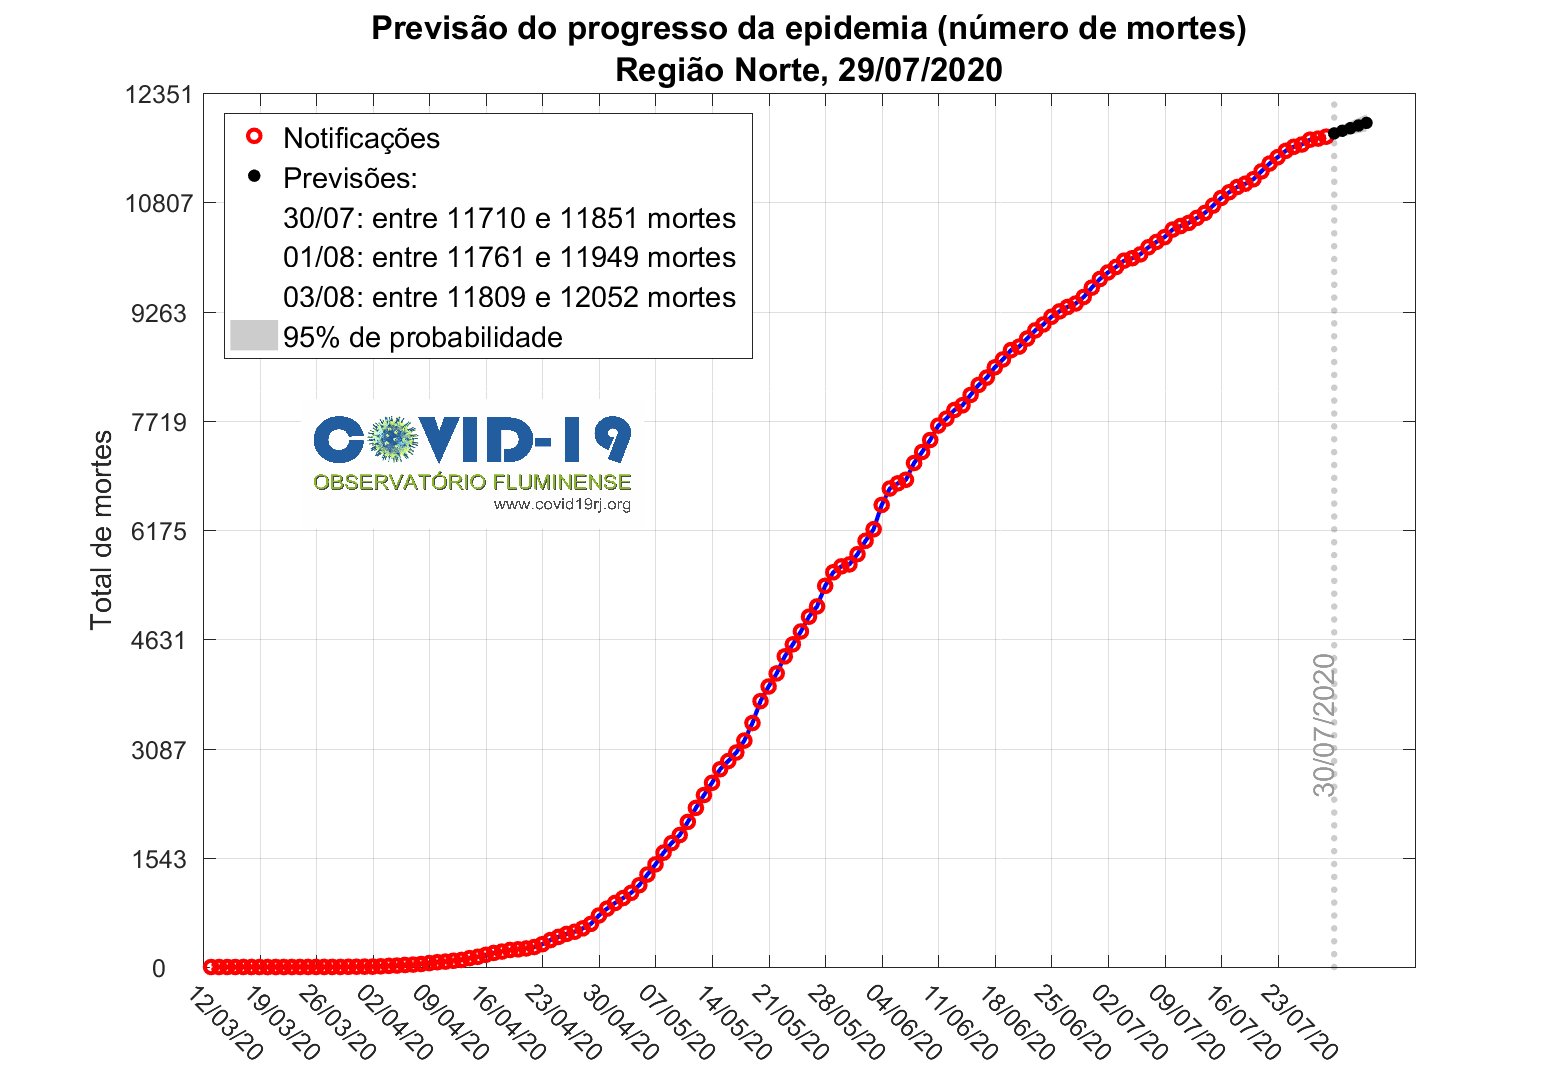 Previsão do progresso da epidemia (número de mortes)
Região Norte, 29/07/2020
12351
10807
9263
7719
6175
4631
3087
1543
0
Total de mortes
Notificações
Previsões:
30/07: entre 11710 e 11851 mortes
01/08: entre 11761 e 11949 mortes
03/08: entre 11809 e 12052 mortes
95% de probabilidade
COVID-19
OBSERVATÓRIO FLUMINENSE
www.covid19rj.org
30/07/2020
12/03/20
19/03/20
26/03/20
02/04/20
09/04/20
16/04/20
23/04/20
30/04/20
07/05/20
14/05/20
21/05/20
28/05/20
04/06/20
11/06/20
18/06/20
25/06/20
02/07/20
09/07/20
16/07/20
23/07/20